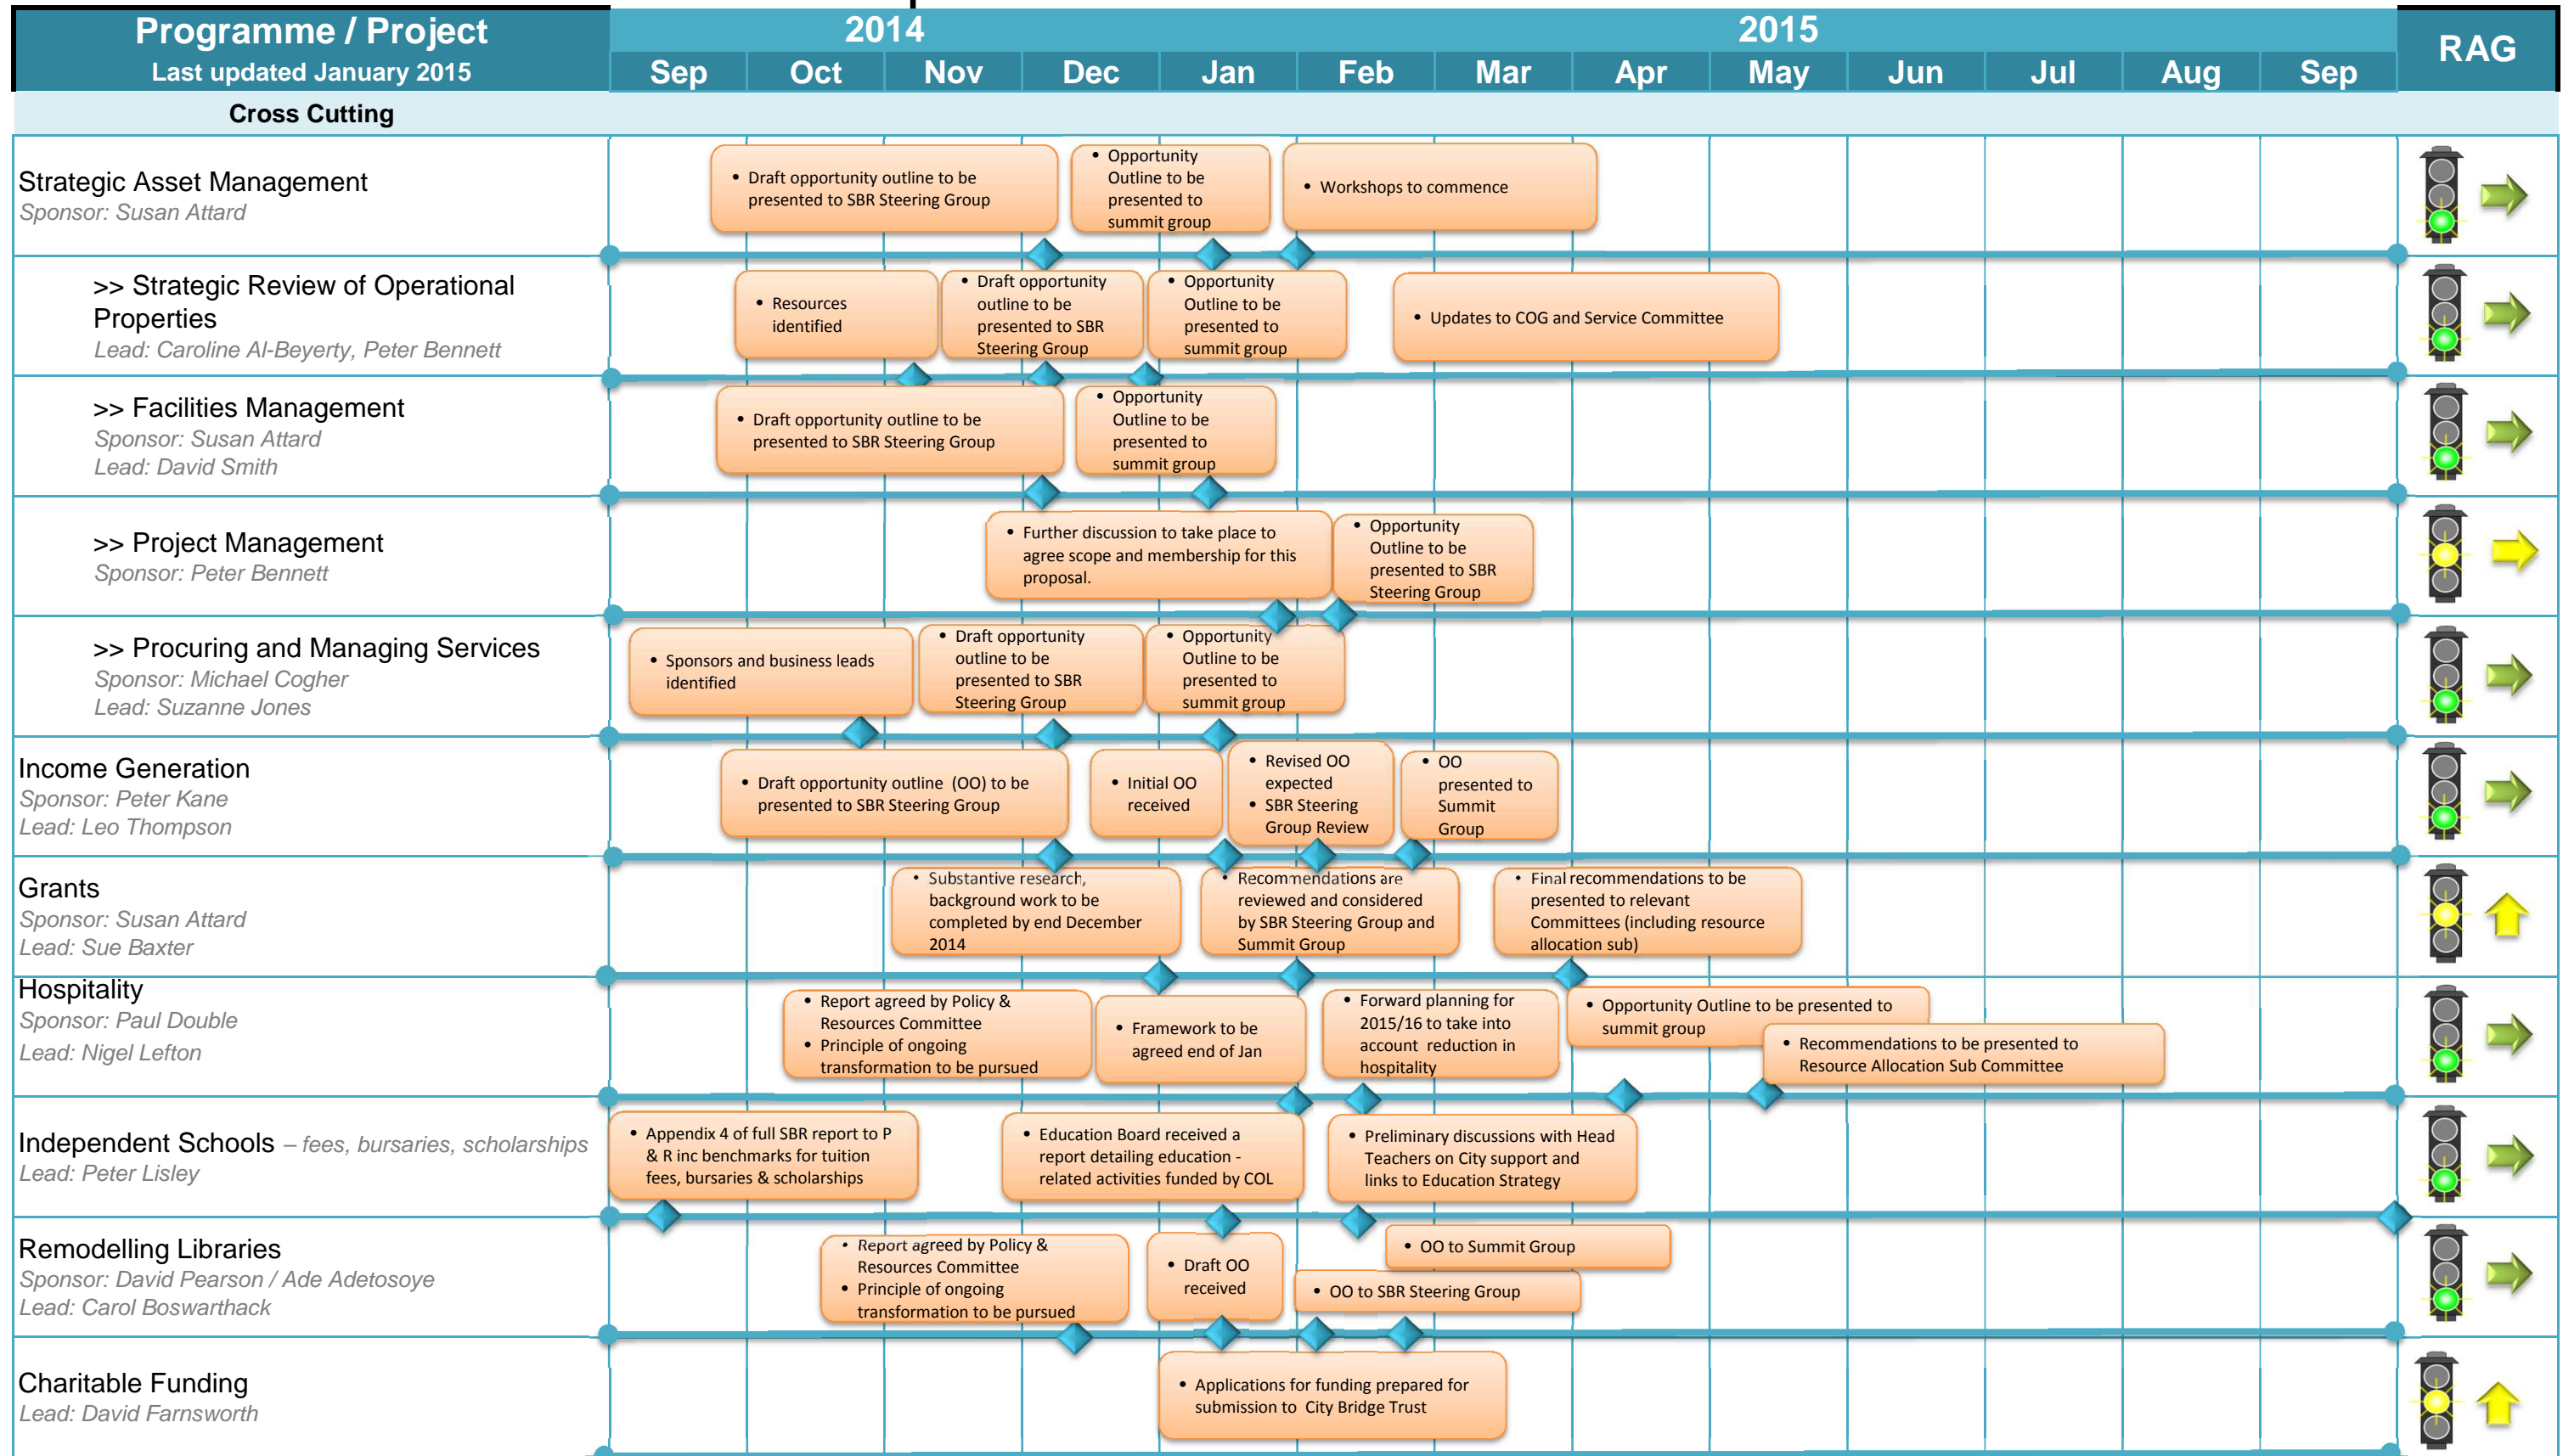 Programme / Project
Last updated January 2015
2014
2015
RAG
Sep
Oct
Nov
Dec
Jan
Feb
Mar
Apr
May
Jun
Jul
Aug
Sep
Cross Cutting
Strategic Asset Management
Sponsor: Susan Attard
• Draft opportunity outline to be
presented to SBR Steering Group
• Opportunity
Outline to be
presented to
summit group
• Workshops to commence
>> Strategic Review of Operational
Properties
Lead: Caroline Al-Beyerty, Peter Bennett
• Resources
identified
• Draft opportunity
outline to be
presented to SBR
Steering Group
• Opportunity
Outline to be
presented to
summit group
• Updates to COG and Service Committee
>> Facilities Management
Sponsor: Susan Attard
Lead: David Smith
• Draft opportunity outline to be
presented to SBR Steering Group
• Opportunity
Outline to be
presented to
summit group
>> Project Management
Sponsor: Peter Bennett
• Further discussion to take place to
agree scope and membership for this
proposal.
• Opportunity
Outline to be
presented to SBR
Steering Group
>> Procuring and Managing Services
Sponsor: Michael Cogher
Lead: Suzanne Jones
• Sponsors and business leads
identified
• Draft opportunity
outline to be
presented to SBR
Steering Group
• Opportunity
Outline to be
presented to
summit group
Income Generation
Sponsor: Peter Kane
Lead: Leo Thompson
• Draft opportunity outline (OO) to be
presented to SBR Steering Group
• Initial OO
received
• Revised OO
expected
• SBR Steering
Group Review
• OO
presented to
Summit
Group
Grants
Sponsor: Susan Attard
Lead: Sue Baxter
• Substantive research,
background work to be
completed by end December
2014
• Recommendations are
reviewed and considered
by SBR Steering Group and
Summit Group
• Final recommendations to be
presented to relevant
Committees (including resource
allocation sub)
Hospitality
Sponsor: Paul Double
Lead: Nigel Lefton
• Report agreed by Policy &
Resources Committee
• Principle of ongoing
transformation to be pursued
• Framework to be
agreed end of Jan
• Forward planning for
2015/16 to take into
account reduction in
hospitality
• Opportunity Outline to be presented to
summit group
• Recommendations to be presented to
Resource Allocation Sub Committee
Independent Schools – fees, bursaries, scholarships
Lead: Peter Lisley
• Appendix 4 of full SBR report to P
& R inc benchmarks for tuition
fees, bursaries & scholarships
• Education Board received a
report detailing education -
related activities funded by COL
• Preliminary discussions with Head
Teachers on City support and
links to Education Strategy
Remodelling Libraries
Sponsor: David Pearson / Ade Adetosoye
Lead: Carol Boswarthack
• Report agreed by Policy &
Resources Committee
• Principle of ongoing
transformation to be pursued
• Draft OO
received
• OO to Summit Group
• OO to SBR Steering Group
Charitable Funding
Lead: David Farnsworth
• Applications for funding prepared for
submission to City Bridge Trust